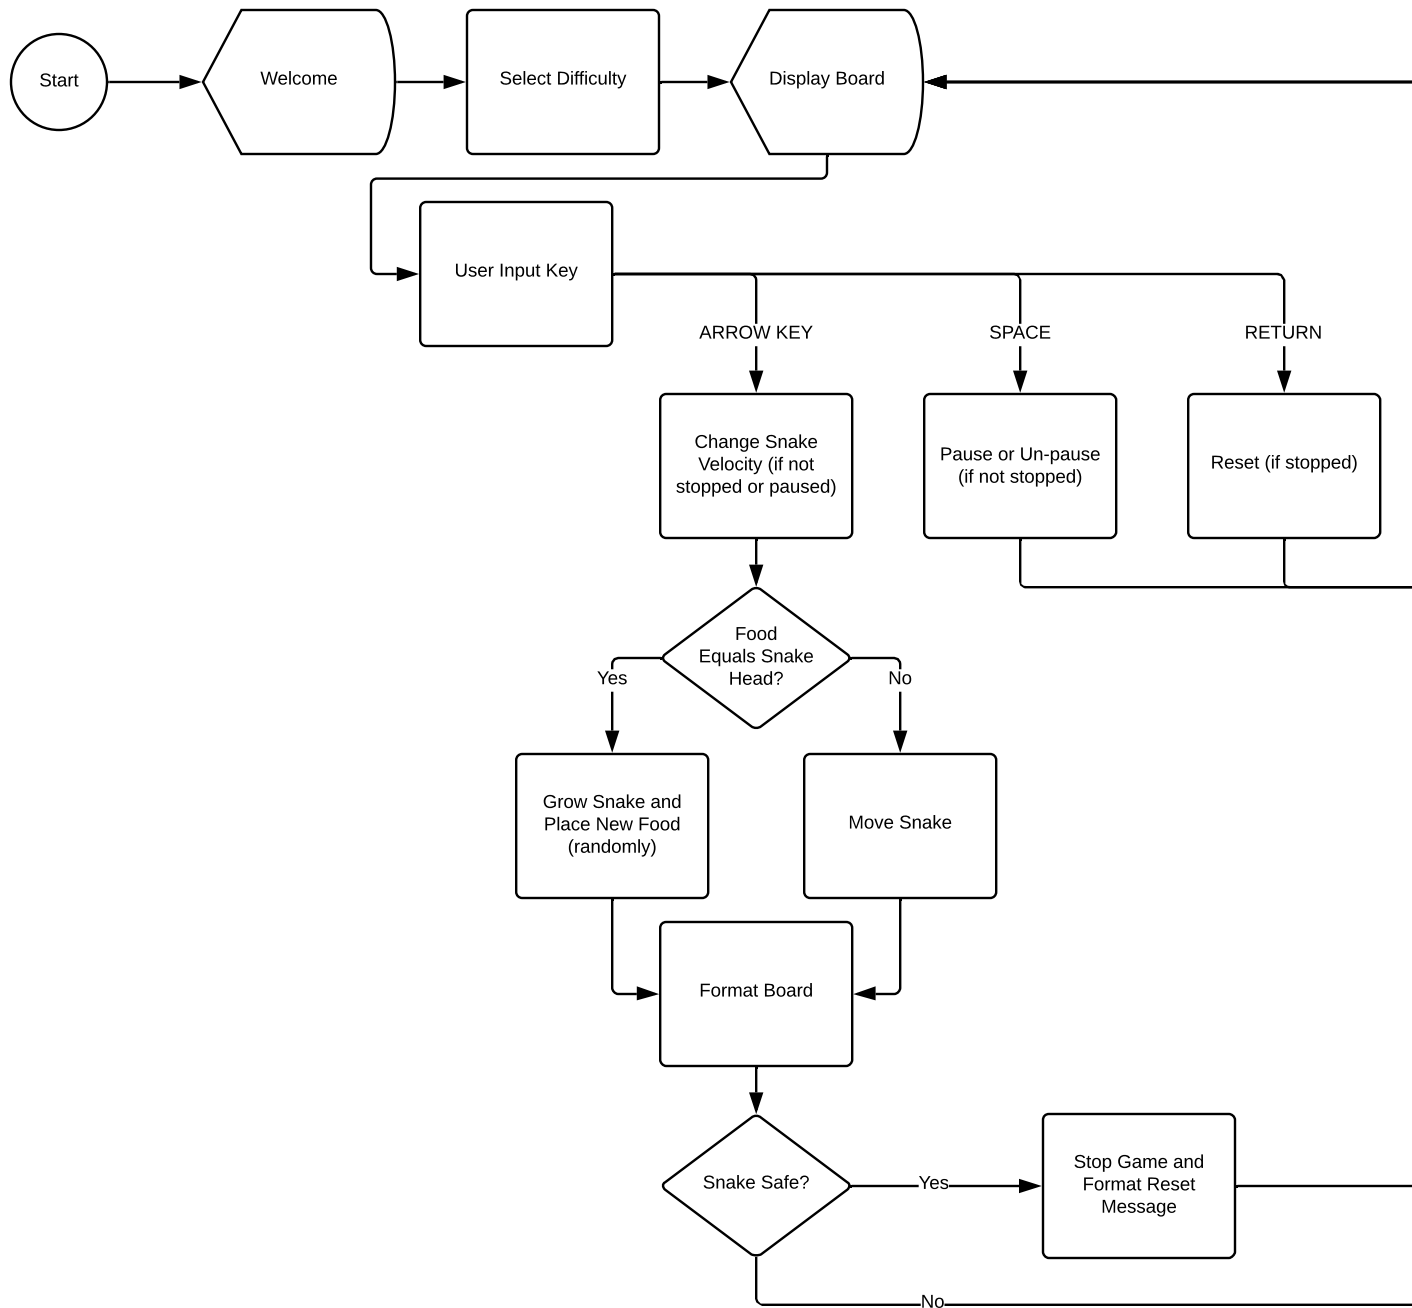 Start
Welcome
Select Difficulty
Display Board
User Input Key
ARROW KEY
SPACE
RETURN
Change Snake
Velocity (if not
stopped or paused)
Pause or Un-pause
(if not stopped)
Reset (if stopped)
Food
Equals Snake
Head?
Yes
No
Grow Snake and
Place New Food
(randomly)
Move Snake
Format Board
Snake Safe?
Yes
Stop Game and
Format Reset
Message
No